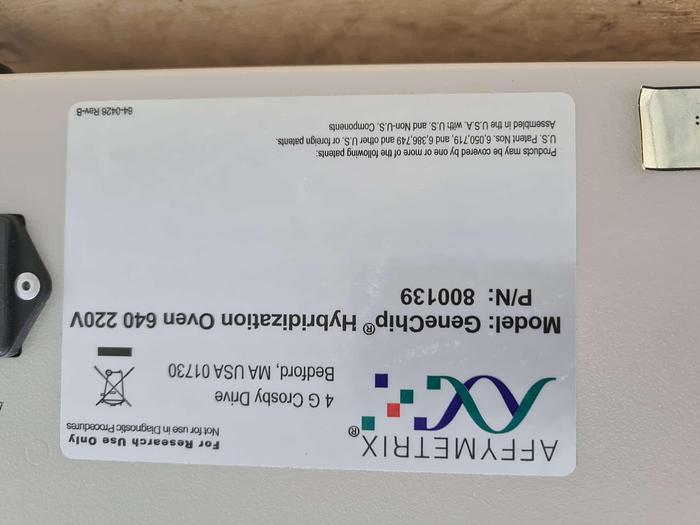 AFFYMETRIX®
For Research Use Only
Not for use in Diagnostic Procedures
4 G Crosby Drive
Bedford, MA USA 01730
Model: GeneChip® Hybridization Oven 640 220V
P/N: 800139
Products may be covered by one or more of the following patents:
U.S. Patent Nos. 6,050,719, and 6,386,749 and other U.S. or foreign patents.
Assembled in the U.S.A. with U.S. and Non-U.S. Components
64-0426 Rev-B